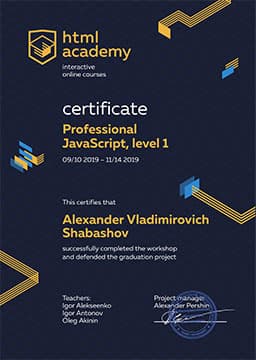 html
academy
interactive
online courses
certificate
Professional
JavaScript, level 1
09/10 2019 – 11/14 2019
This certifies that
Alexander Vladimirovich
Shabashov
successfully completed the workshop
and defended the graduation project
Teachers:
Igor Alekseenko
Igor Antonov
Oleg Akinin
Project manager
Alexander Pershin